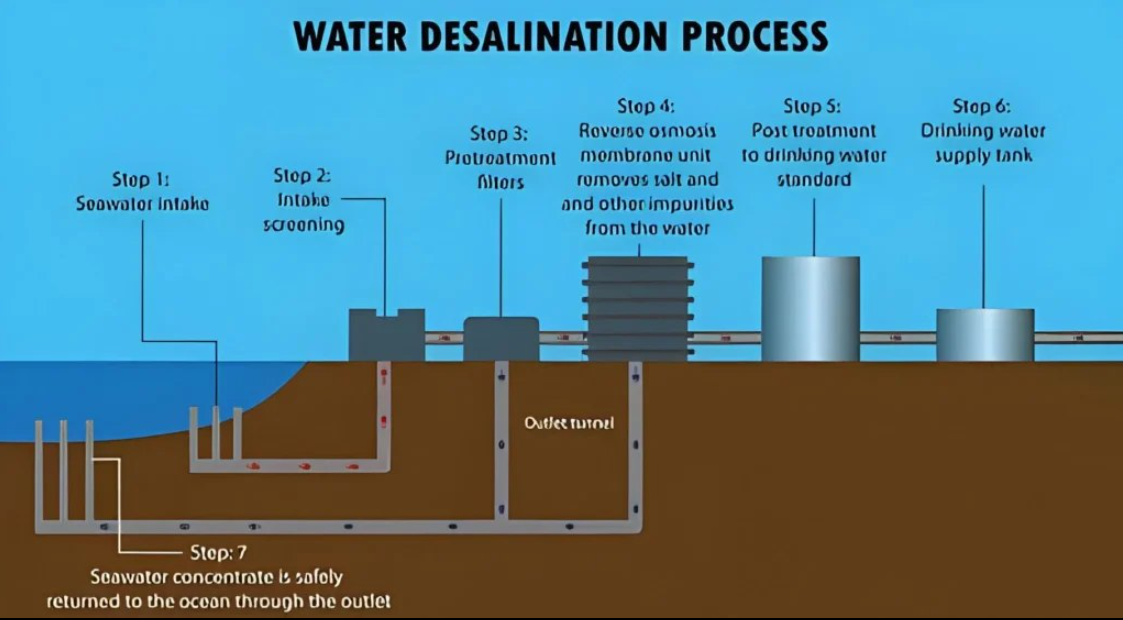 WATER DESALINATION PROCESS
Step 1:
Seawater intake
Step 2:
Intake
screening
Step 3:
Pretreatment
filters
Step 4:
Reverse osmosis
membrane unit
removes salt and
and other impurities
from the water
Step 5:
Post treatment
to drinking water
standard
Step 6:
Drinking water
supply tank
Outlet tunnel
Step: 7
Seawater concentrate is safely
returned to the ocean through the outlet